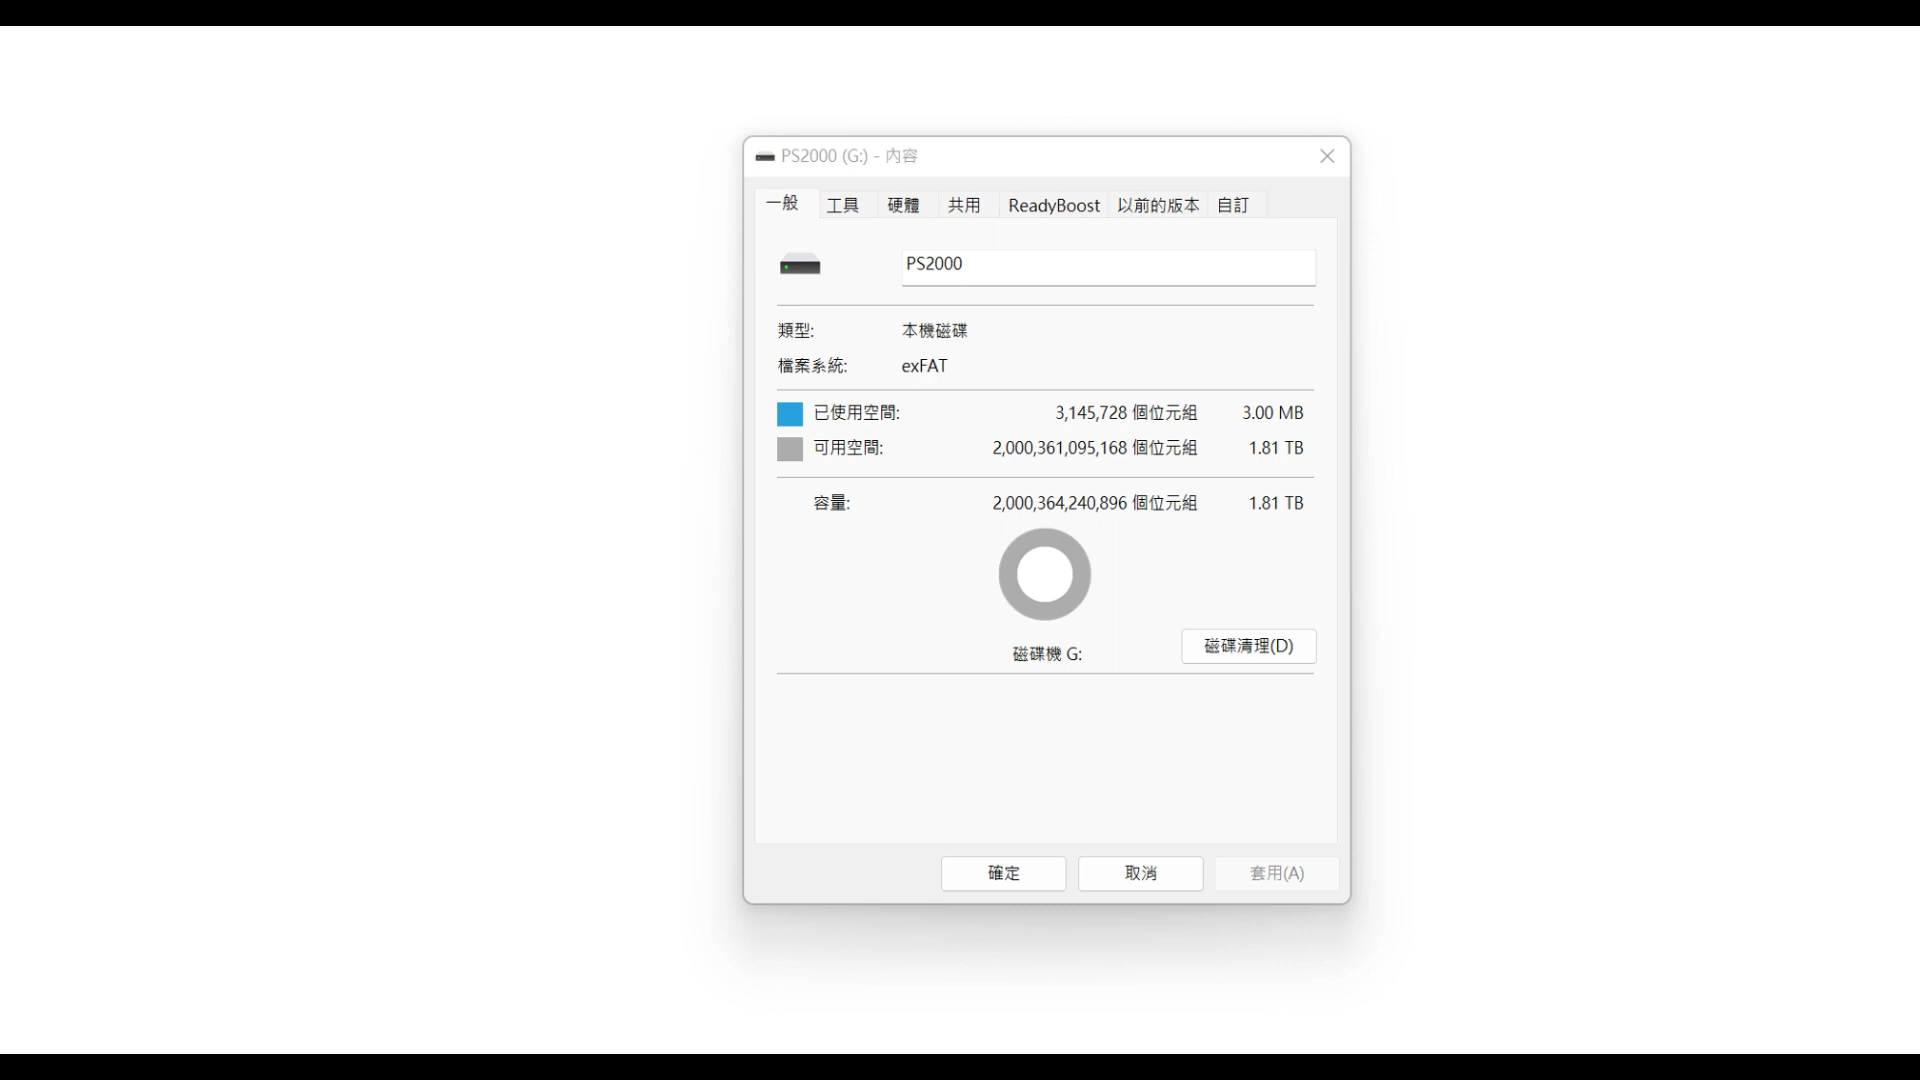 PS2000 (G:) - 內容
一般 工具 硬體 共用 ReadyBoost 以前的版本 自訂
PS2000
類型: 本機磁碟
檔案系統: exFAT
已使用空間: 3,145,728 個位元組 3.00 MB
可用空間: 2,000,361,095,168 個位元組 1.81 TB
容量: 2,000,364,240,896 個位元組 1.81 TB
磁碟機 G:
磁碟清理(D)
確定 取消 套用(A)